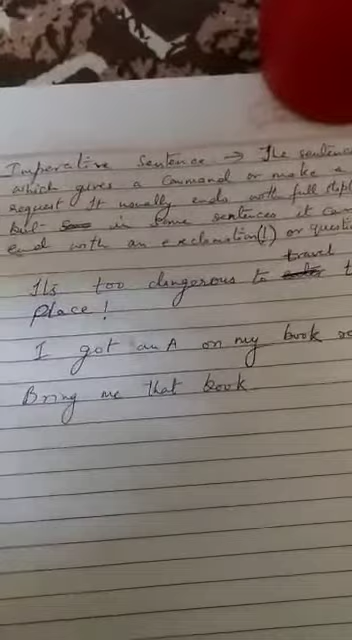 Imperative Sentence → The sentence
which gives a Command or make a
request It usually ends with full stop
but in some sentences it can
end with an exclamation(!) or question
travel
Its too dangerous to
place!
I got an A on my book
Bring me that book